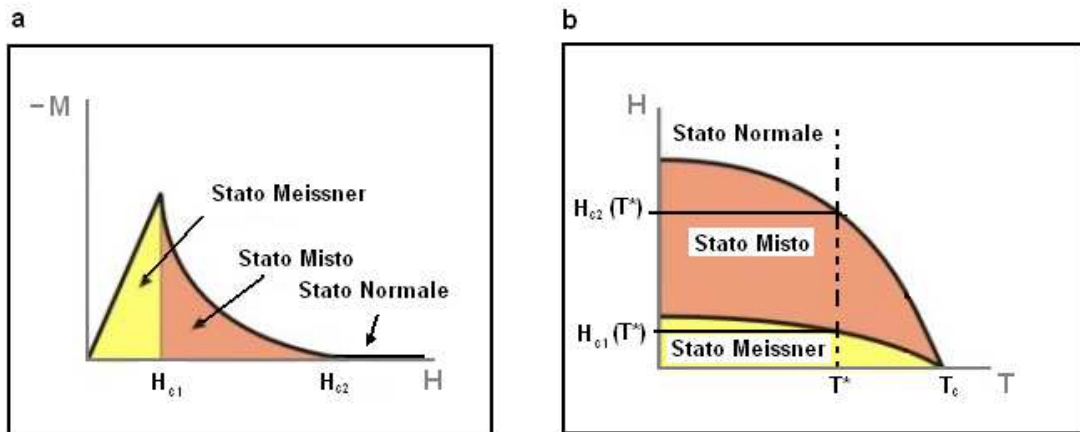 a
−M
Stato Meissner
Stato Misto
Stato Normale
Hc1
Hc2
H
b
H
Stato Normale
Hc2 (T*)
Stato Misto
Hc1 (T*)
Stato Meissner
T*
Tc
T